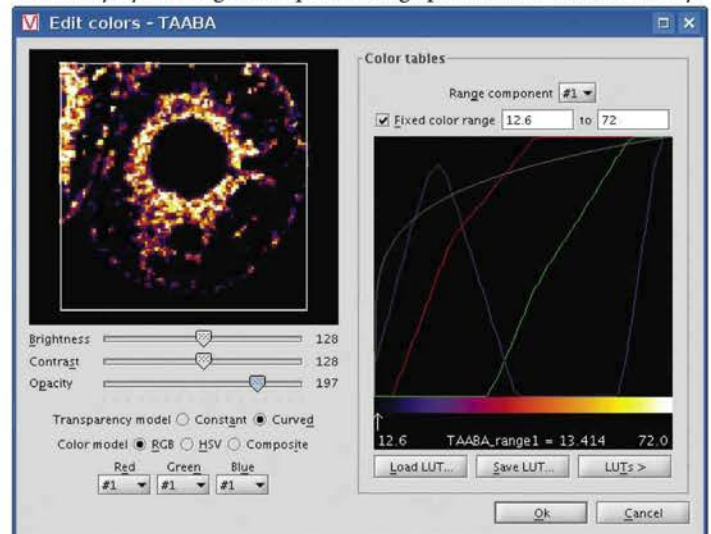 Edit colors - TAABA
Color tables
Range component #1
Fixed color range 12.6 to 72
Brightness 128
Contrast 128
Opacity 197
Transparency model Constant Curved
Color model RGB HSV Composite
Red Green Blue
#1 #1 #1
12.6 TAABA_range1 = 13.414 72.0
Load LUT... Save LUT... LUTs >
Ok Cancel